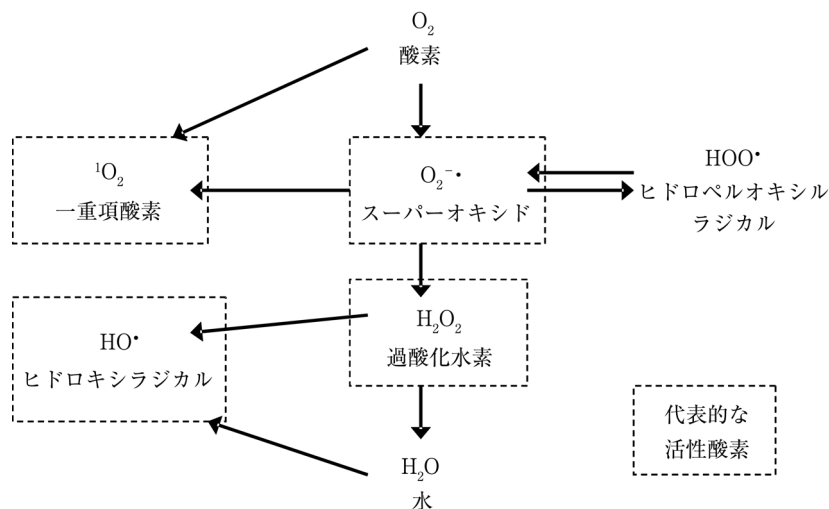 O₂
酸素
¹O₂
一重項酸素
O₂⁻•
スーパーオキシド
HOO•
ヒドロペルオキシル
ラジカル
H₂O₂
過酸化水素
HO•
ヒドロキシラジカル
H₂O
水
代表的な
活性酸素